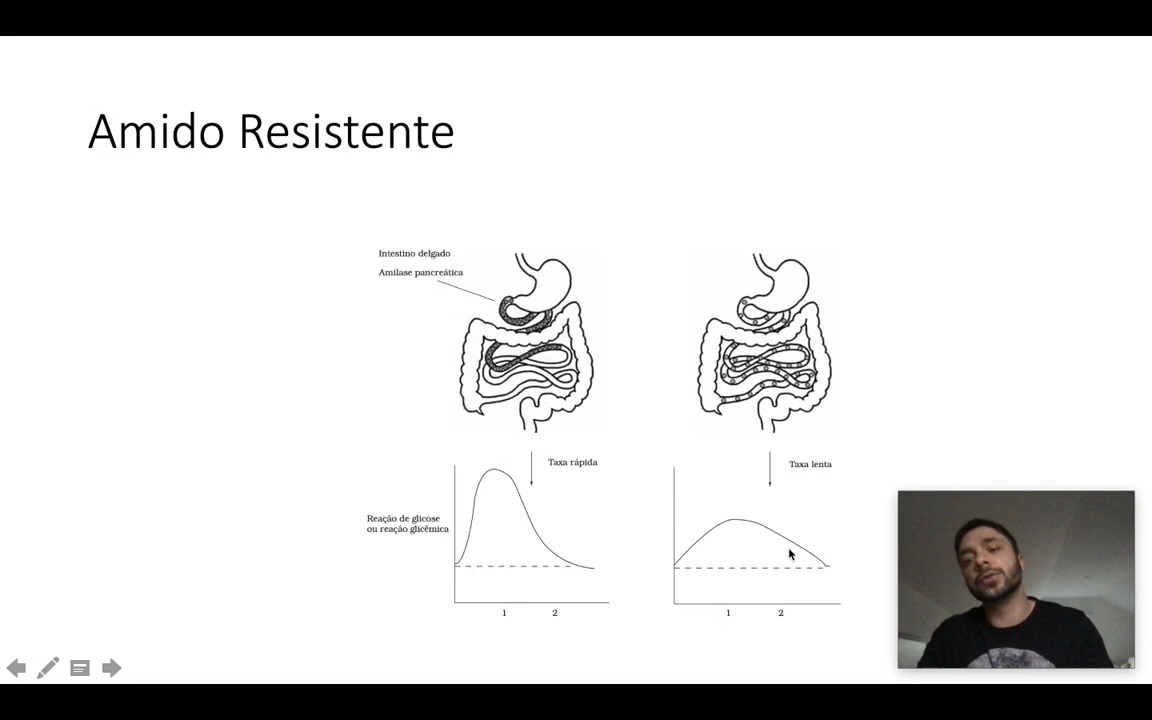 Amido Resistente
Intestino delgado
Amilase pancreática
Taxa rápida
Taxa lenta
Reação de glicose
ou reação glicêmica
1
2
1
2